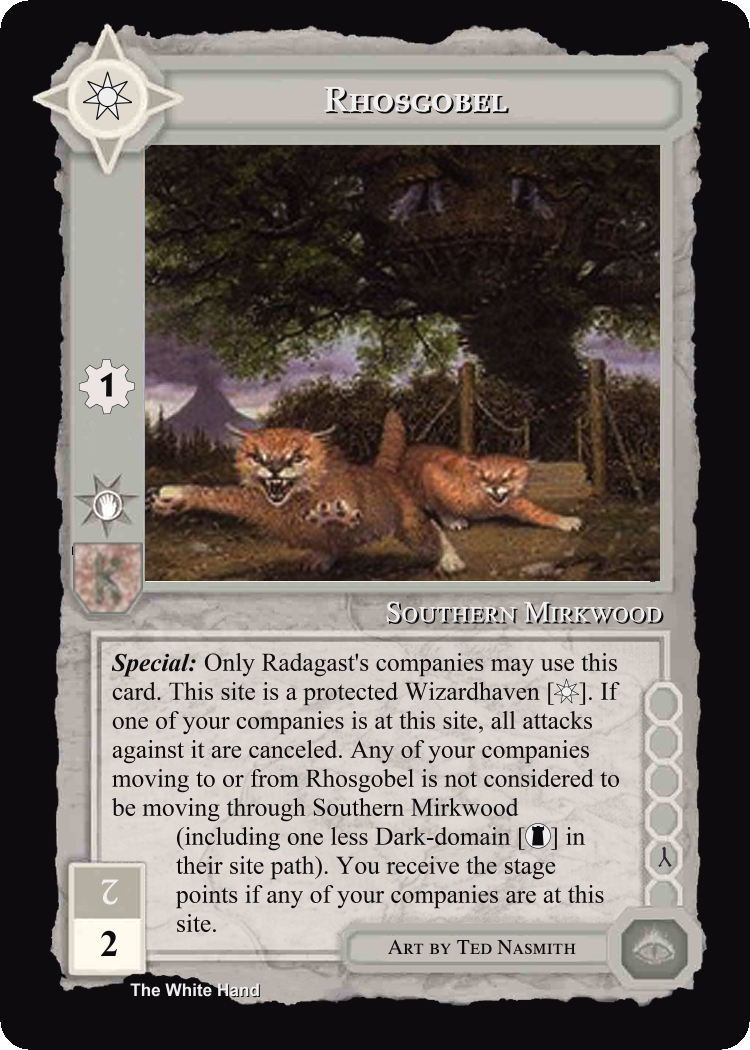 Rhosgobel
1
Southern Mirkwood
Special: Only Radagast's companies may use this
card. This site is a protected Wizardhaven [ ]. If
one of your companies is at this site, all attacks
against it are canceled. Any of your companies
moving to or from Rhosgobel is not considered to
be moving through Southern Mirkwood
(including one less Dark-domain [ ] in
their site path). You receive the stage
points if any of your companies are at this
site.
2
2
Art by Ted Nasmith
The White Hand